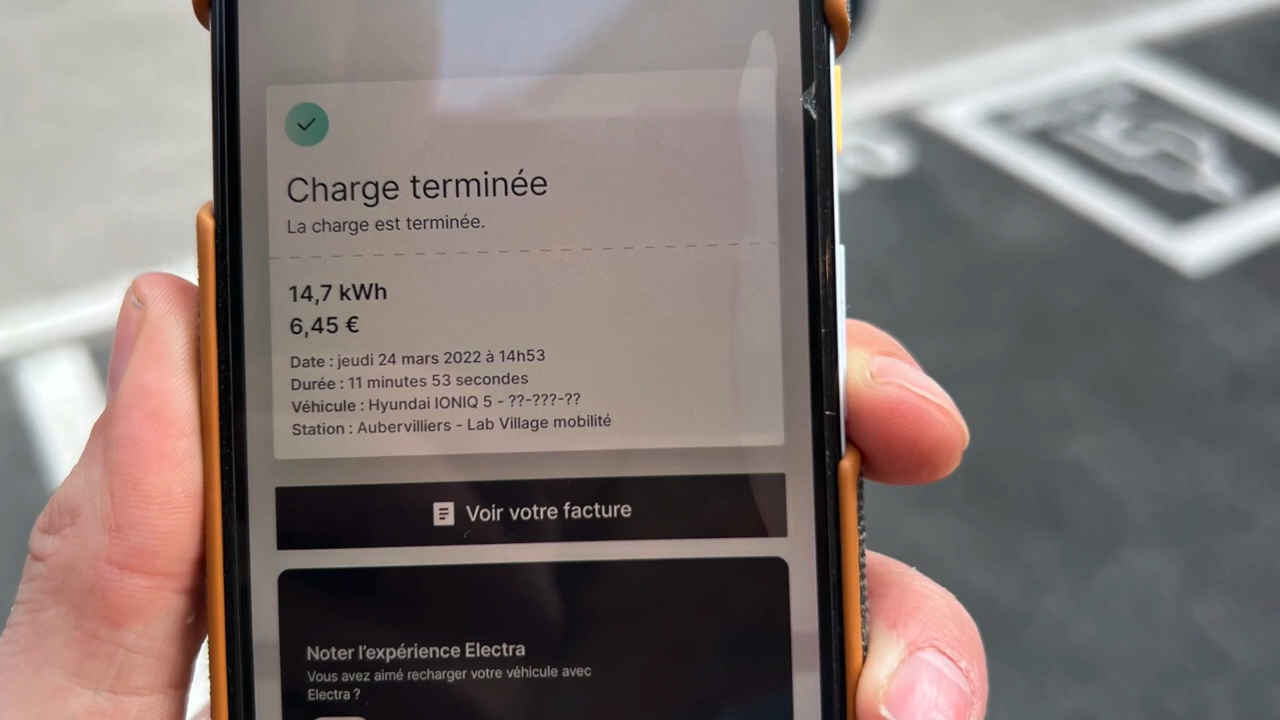 Charge terminée
La charge est terminée.
14,7 kWh
6,45 €
Date : jeudi 24 mars 2022 à 14h53
Durée : 11 minutes 53 secondes
Véhicule : Hyundai IONIQ 5 - ??-???-??
Station : Aubervilliers - Lab Village mobilité
Voir votre facture
Noter l'expérience Electra
Vous avez aimé recharger votre véhicule avec
Electra ?